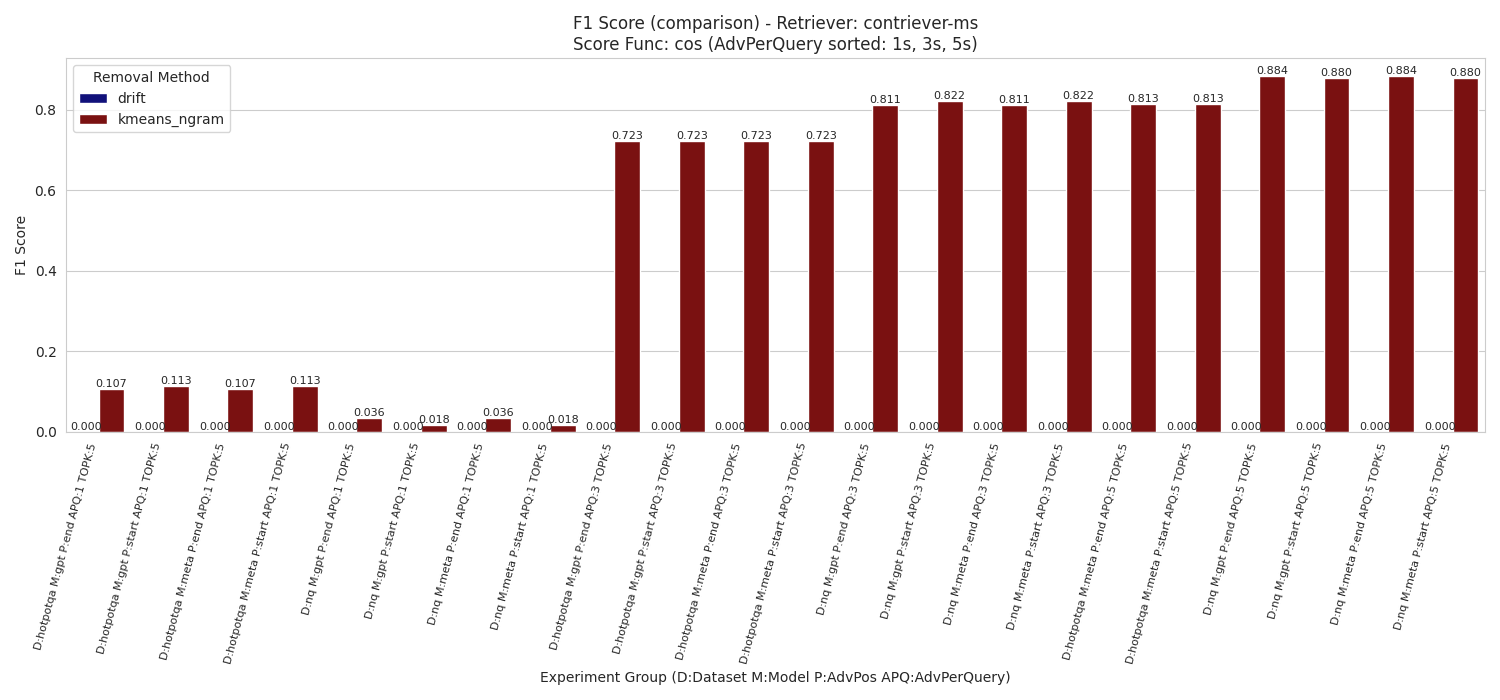 F1 Score (comparison) - Retriever: contriever-ms
Score Func: cos (AdvPerQuery sorted: 1s, 3s, 5s)
Removal Method
drift
kmeans_ngram
F1 Score
0.8
0.6
0.4
0.2
0.0
0.000 0.107 0.000 0.113 0.000 0.107 0.000 0.113 0.000 0.036 0.000 0.018 0.000 0.036 0.000 0.018 0.000 0.723 0.000 0.723 0.000 0.723 0.000 0.723 0.000 0.811 0.000 0.822 0.000 0.811 0.000 0.822 0.000 0.813 0.000 0.813 0.000 0.884 0.000 0.880 0.000 0.884 0.000 0.880
D:hotpotqa M:gpt P:end APQ:1 TOPK:5
D:hotpotqa M:gpt P:start APQ:1 TOPK:5
D:hotpotqa M:meta P:end APQ:1 TOPK:5
D:hotpotqa M:meta P:start APQ:1 TOPK:5
D:nq M:gpt P:end APQ:1 TOPK:5
D:nq M:gpt P:start APQ:1 TOPK:5
D:nq M:meta P:end APQ:1 TOPK:5
D:nq M:meta P:start APQ:1 TOPK:5
D:hotpotqa M:gpt P:end APQ:3 TOPK:5
D:hotpotqa M:gpt P:start APQ:3 TOPK:5
D:hotpotqa M:meta P:end APQ:3 TOPK:5
D:hotpotqa M:meta P:start APQ:3 TOPK:5
D:nq M:gpt P:end APQ:3 TOPK:5
D:nq M:gpt P:start APQ:3 TOPK:5
D:nq M:meta P:end APQ:3 TOPK:5
D:nq M:meta P:start APQ:3 TOPK:5
D:hotpotqa M:meta P:end APQ:5 TOPK:5
D:hotpotqa M:meta P:start APQ:5 TOPK:5
D:nq M:gpt P:end APQ:5 TOPK:5
D:nq M:gpt P:start APQ:5 TOPK:5
D:nq M:meta P:end APQ:5 TOPK:5
D:nq M:meta P:start APQ:5 TOPK:5
Experiment Group (D:Dataset M:Model P:AdvPos APQ:AdvPerQuery)